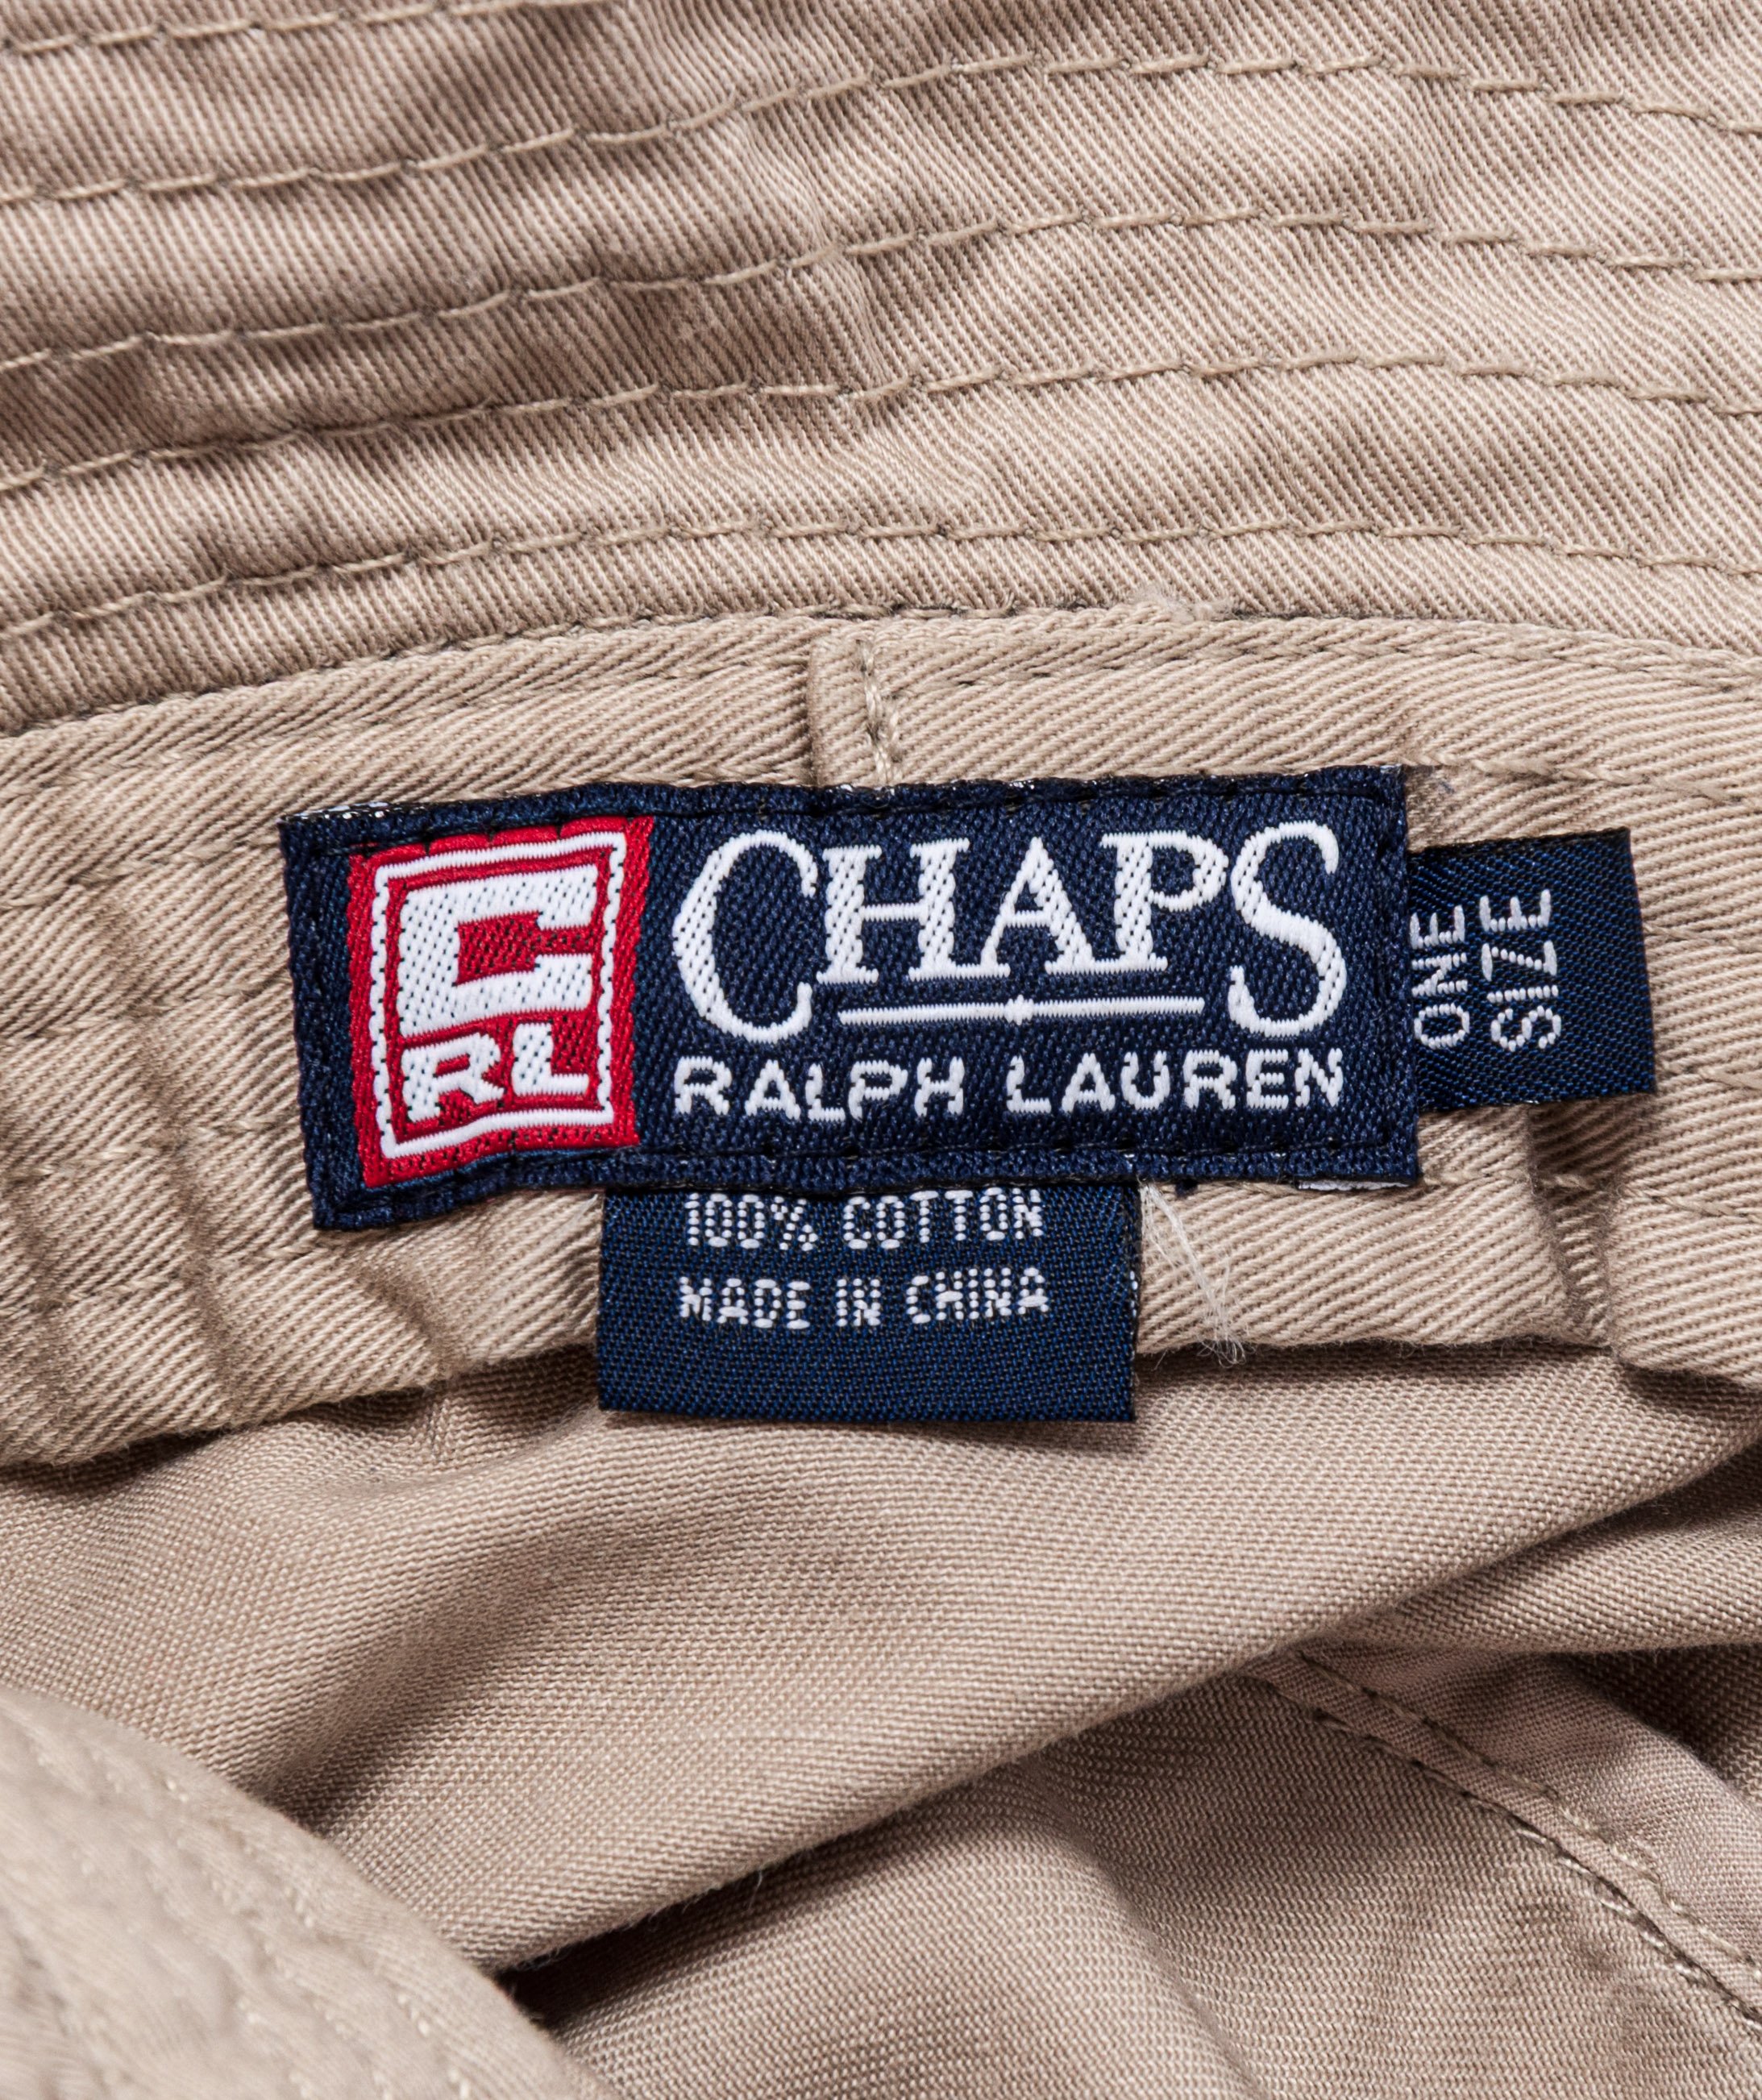 C
RL
CHAPS
RALPH LAUREN
ONE
SIZE
100% COTTON
MADE IN CHINA